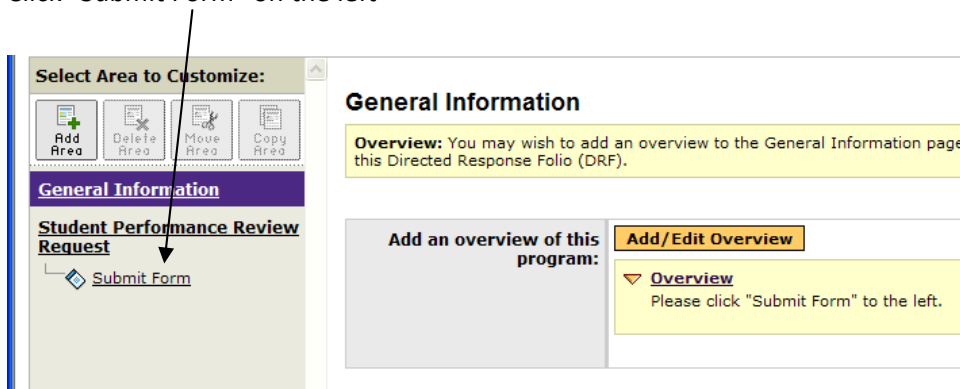 Click "Submit Form" on the left
Select Area to Customize:
Add Area
Delete Area
Move Area
Copy Area
General Information
Student Performance Review
Request
Submit Form
General Information
Overview: You may wish to add an overview to the General Information page
this Directed Response Folio (DRF).
Add an overview of this
program:
Add/Edit Overview
Overview
Please click "Submit Form" to the left.